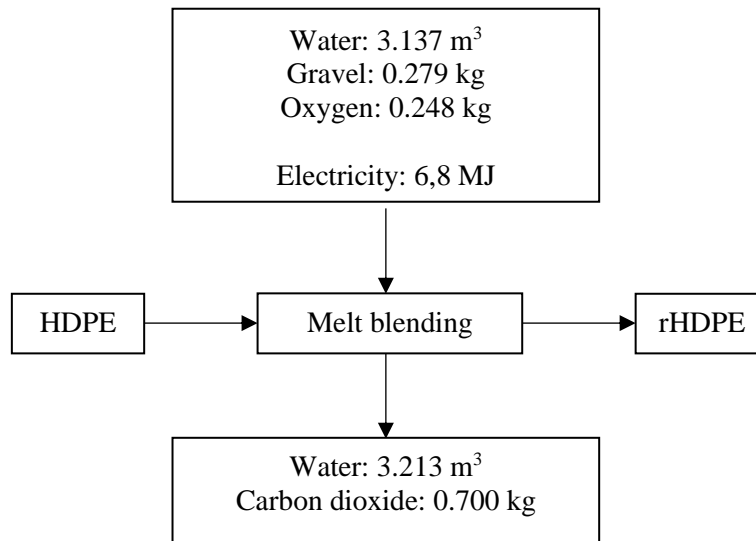 Water: 3.137 m³
Gravel: 0.279 kg
Oxygen: 0.248 kg
Electricity: 6,8 MJ
HDPE
Melt blending
rHDPE
Water: 3.213 m³
Carbon dioxide: 0.700 kg